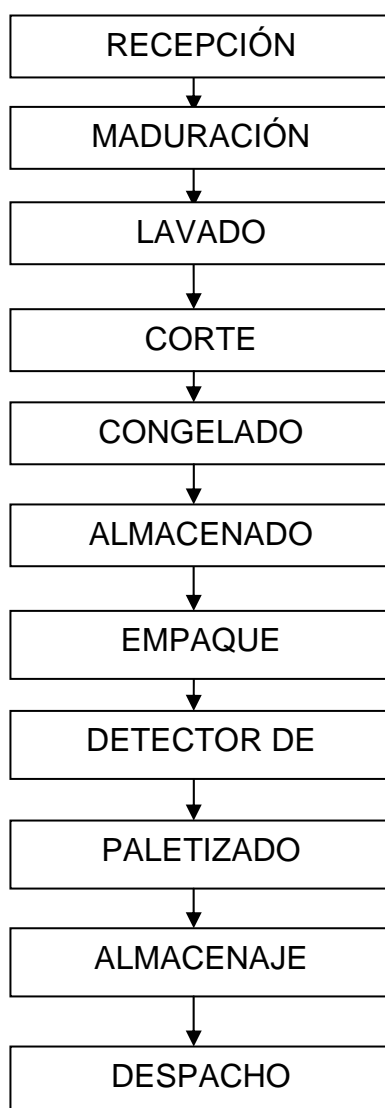 RECEPCIÓN
MADURACIÓN
LAVADO
CORTE
CONGELADO
ALMACENADO
EMPAQUE
DETECTOR DE
PALETIZADO
ALMACENAJE
DESPACHO